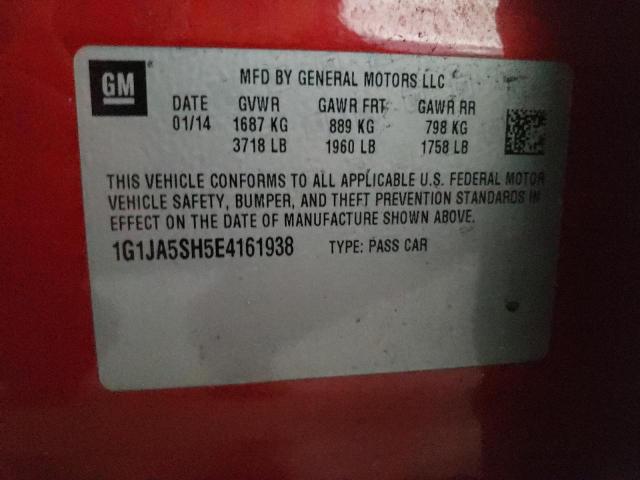 GM
MFD BY GENERAL MOTORS LLC
DATE GVWR GAWR FRT GAWR RR
01/14 1687 KG 889 KG 798 KG
3718 LB 1960 LB 1758 LB
THIS VEHICLE CONFORMS TO ALL APPLICABLE U.S. FEDERAL MOTOR
VEHICLE SAFETY, BUMPER, AND THEFT PREVENTION STANDARDS IN
EFFECT ON THE DATE OF MANUFACTURE SHOWN ABOVE.
1G1JA5SH5E4161938 TYPE: PASS CAR